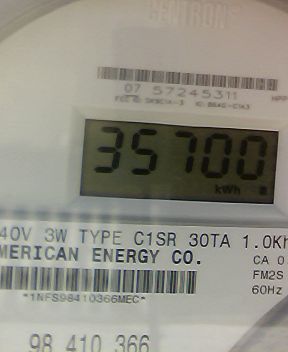 CENTRON
07 57245311
35700
kWh
40V 3W TYPE C1SR 30TA 1.0Kh
MERICAN ENERGY CO.
CA 0
FM2S
60Hz
*1NFS98410366MEC*
98 410 366